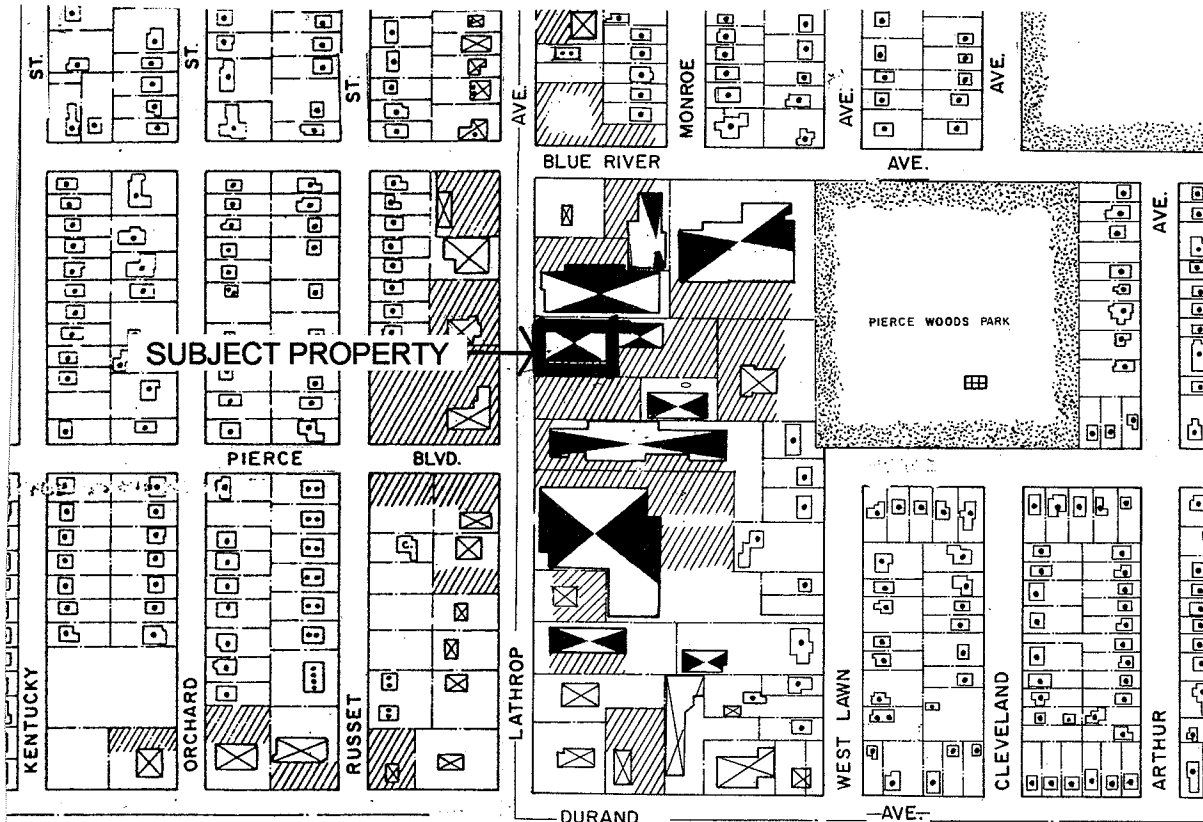 ST.
ST.
ST.
AVE.
MONROE
AVE.
AVE.
BLUE RIVER
AVE.
AVE.
PIERCE WOODS PARK
SUBJECT PROPERTY
PIERCE
BLVD.
C
KENTUCKY
ORCHARD
RUSSET
LATHROP
WEST LAWN
CLEVELAND
ARTHUR
DURAND
AVE.